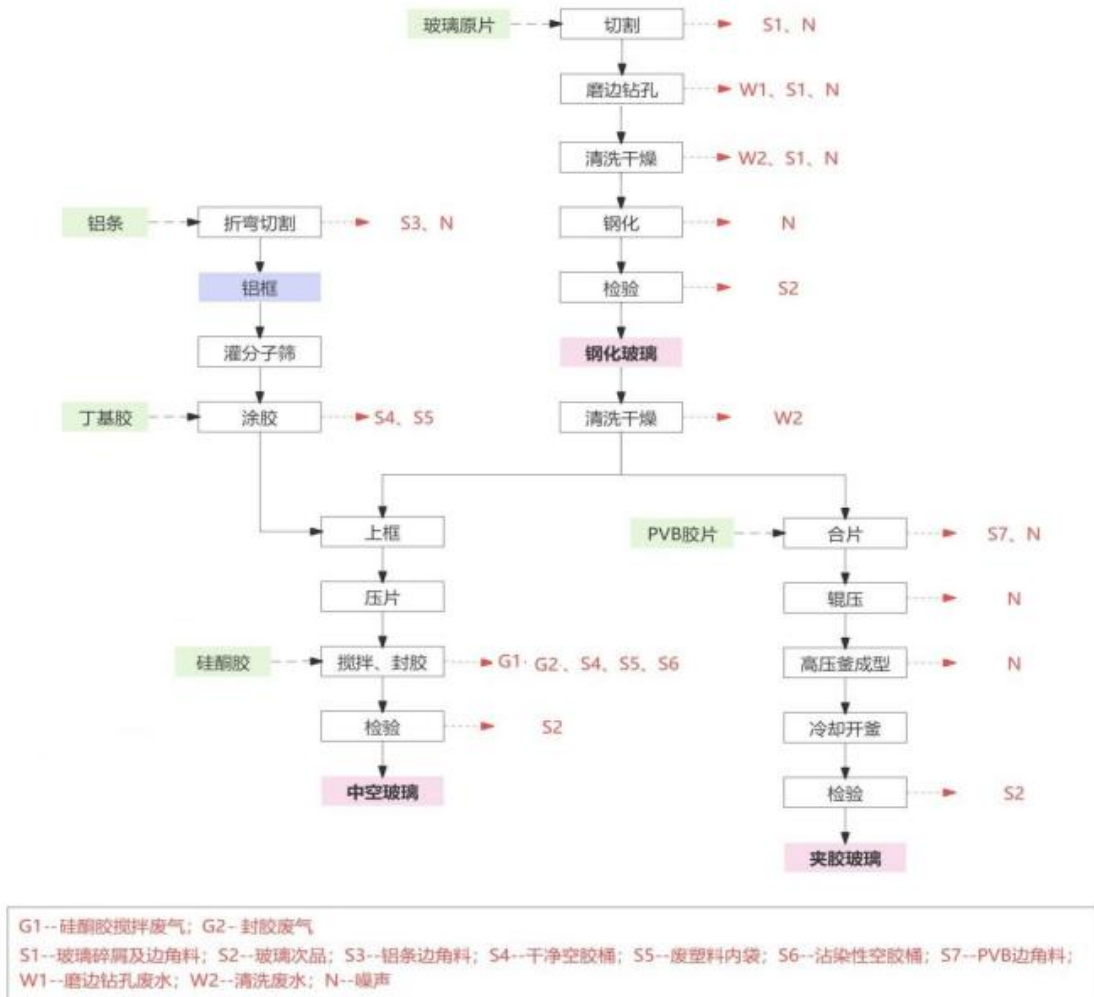 玻璃原片
切割
S1、N
磨边钻孔
W1、S1、N
清洗干燥
W2、S1、N
铝条
折弯切割
S3、N
钢化
N
铝框
检验
S2
灌分子筛
钢化玻璃
丁基胶
涂胶
S4、S5
清洗干燥
W2
上框
PVB胶片
合片
S7、N
压片
辊压
N
硅酮胶
搅拌、封胶
G1、G2、S4、S5、S6
高压釜成型
N
检验
S2
冷却开釜
中空玻璃
检验
S2
夹胶玻璃
G1--硅酮胶搅拌废气；G2--封胶废气
S1--玻璃碎屑及边角料；S2--玻璃次品；S3--铝条边角料；S4--干净空胶桶；S5--废塑料内袋；S6--沾染性空胶桶；S7--PVB边角料；
W1--磨边钻孔废水；W2--清洗废水；N--噪声